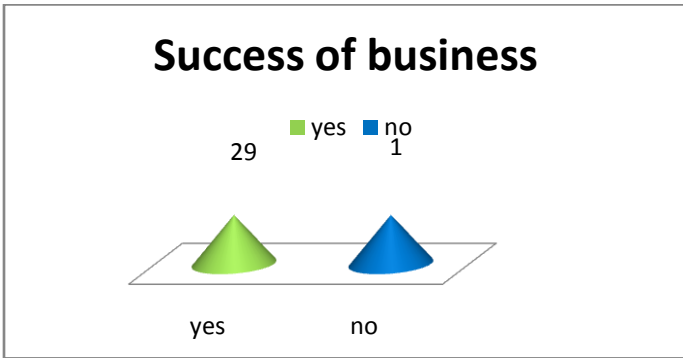 Success of business
yes no
29 1
yes no